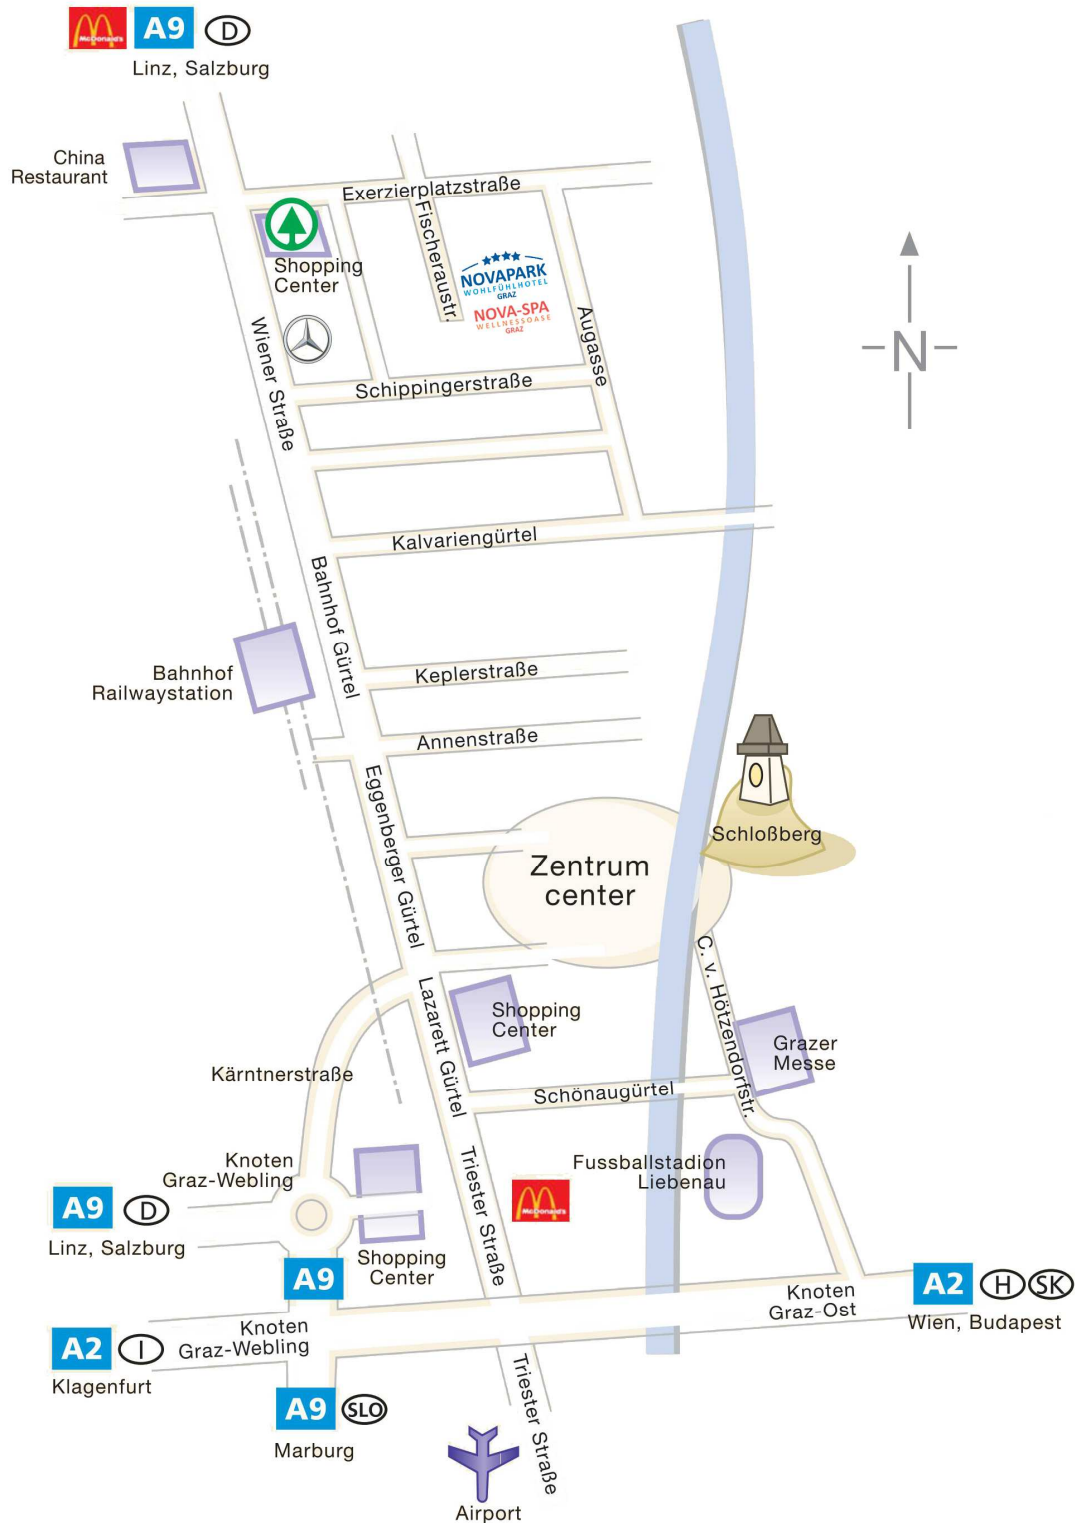 McDonald's
A9
D
Linz, Salzburg
China
Restaurant
Exerzierplatzstraße
Fischeraustr.
Shopping
Center
NOVAPARK
WOHLFÜHLHOTEL
GRAZ
NOVA-SPA
WELLNESSOASE
GRAZ
Augasse
N
Wiener Straße
Schippingerstraße
Kalvariengürtel
Bahnhof Gürtel
Bahnhof
Railwaystation
Keplerstraße
Annenstraße
Eggenberger Gürtel
Schloßberg
Zentrum
center
C. v. Hötzendorfstr.
Lazarett Gürtel
Shopping
Center
Grazer
Messe
Kärntnerstraße
Schönaugürtel
Knoten
Graz-Webling
Triester Straße
Fussballstadion
Liebenau
McDonald's
A9
D
Linz, Salzburg
Shopping
Center
A9
Knoten
Graz-Ost
A2
H
SK
Wien, Budapest
Knoten
Graz-Webling
A2
I
Klagenfurt
Triester Straße
A9
SLO
Marburg
Airport